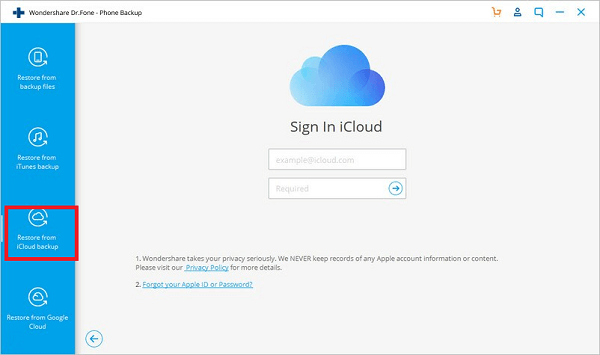 Wondershare Dr.Fone - Phone Backup
Restore from
backup files
Restore from
iTunes backup
Restore from
iCloud backup
Restore from Google
Cloud
Sign In iCloud
example@icloud.com
Required
1. Wondershare takes your privacy seriously. We NEVER keep records of any Apple account information or content.
Please visit our Privacy Policy for more details.
2. Forgot your Apple ID or Password?